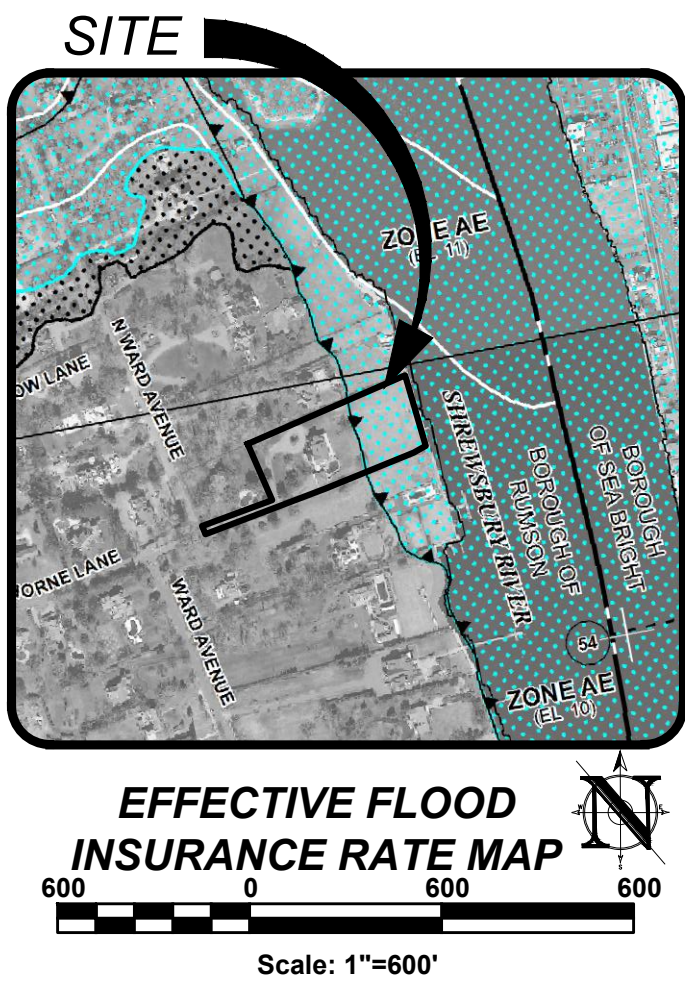 SITE
ZO E AE
(EL 11)
OW LANE
N WARD AVENUE
SHREWSBURY RIVER
BOROUGH OF
RUMSON
BOROUGH
OF SEA BRIGHT
ORNE LANE
WARD AVENUE
54
ZONE AE
(EL 10)
EFFECTIVE FLOOD
INSURANCE RATE MAP
N
W
E
S
600 0 600 600
Scale: 1"=600'